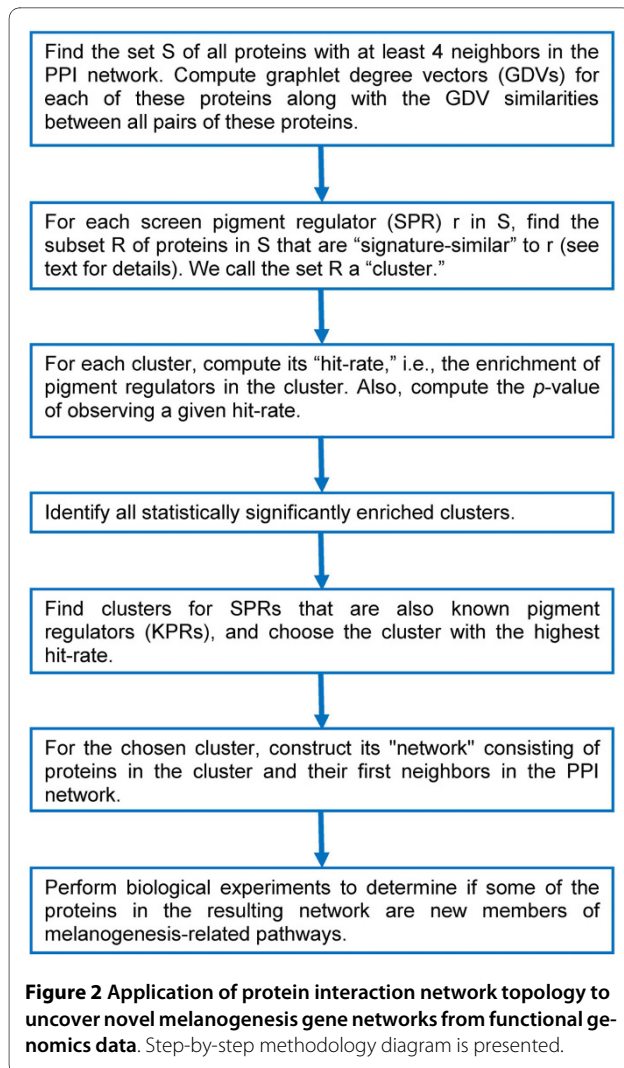 Find the set S of all proteins with at least 4 neighbors in the
PPI network. Compute graphlet degree vectors (GDVs) for
each of these proteins along with the GDV similarities
between all pairs of these proteins.
For each screen pigment regulator (SPR) r in S, find the
subset R of proteins in S that are “signature-similar” to r (see
text for details). We call the set R a “cluster.”
For each cluster, compute its “hit-rate,” i.e., the enrichment of
pigment regulators in the cluster. Also, compute the p-value
of observing a given hit-rate.
Identify all statistically significantly enriched clusters.
Find clusters for SPRs that are also known pigment
regulators (KPRs), and choose the cluster with the highest
hit-rate.
For the chosen cluster, construct its "network" consisting of
proteins in the cluster and their first neighbors in the PPI
network.
Perform biological experiments to determine if some of the
proteins in the resulting network are new members of
melanogenesis-related pathways.
Figure 2 Application of protein interaction network topology to
uncover novel melanogenesis gene networks from functional ge-
nomics data. Step-by-step methodology diagram is presented.